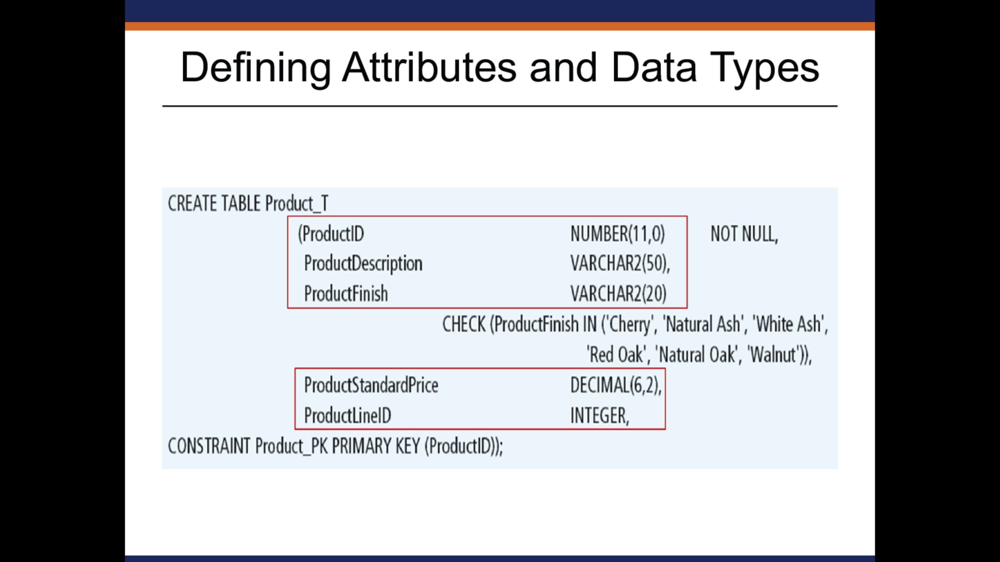 Defining Attributes and Data Types
CREATE TABLE Product_T
(ProductID NUMBER(11,0) NOT NULL,
ProductDescription VARCHAR2(50),
ProductFinish VARCHAR2(20)
CHECK (ProductFinish IN ('Cherry', 'Natural Ash', 'White Ash',
'Red Oak', 'Natural Oak', 'Walnut')),
ProductStandardPrice DECIMAL(6,2),
ProductLineID INTEGER,
CONSTRAINT Product_PK PRIMARY KEY (ProductID));